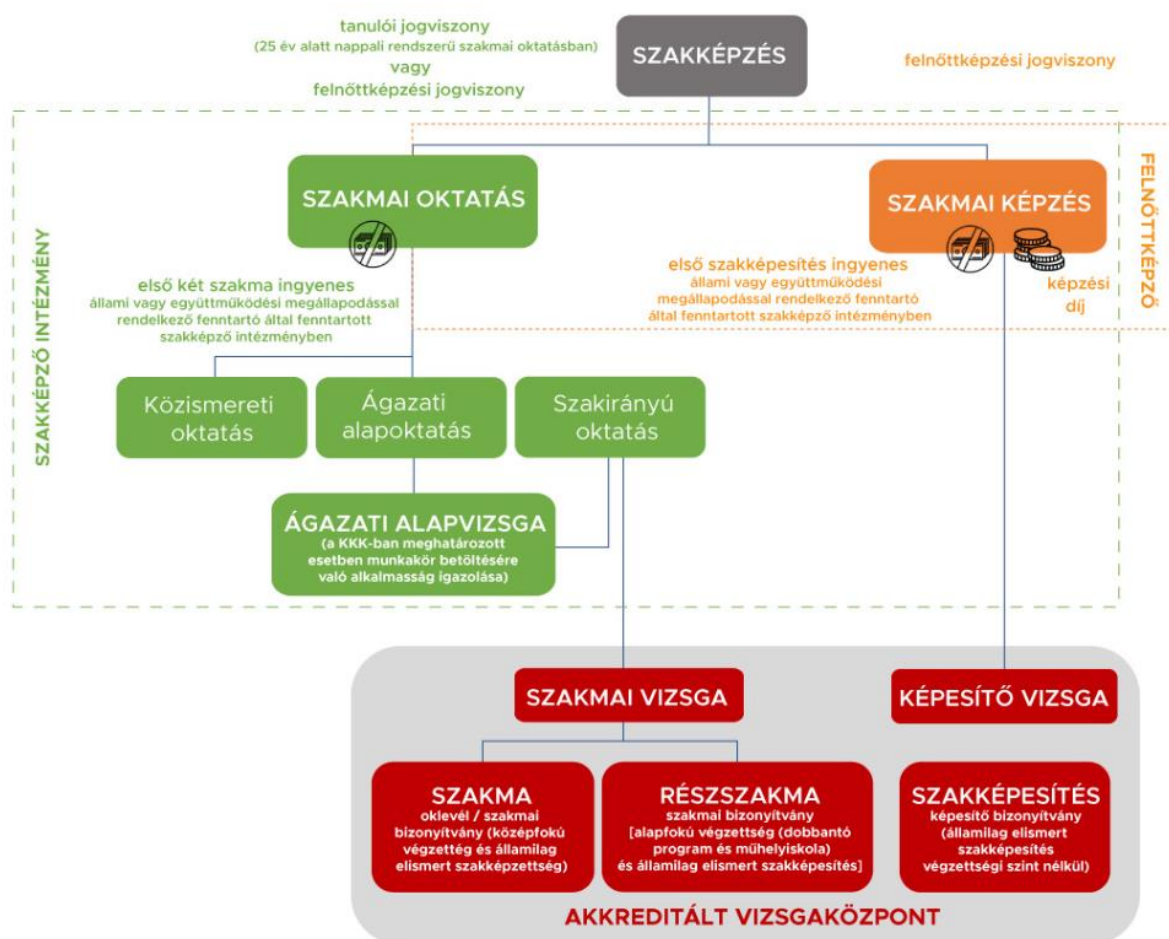 tanulói jogviszony
(25 év alatt nappali rendszerű szakmai oktatásban)
vagy
felnőttképzési jogviszony
SZAKKÉPZÉS
felnőttképzési jogviszony
SZAKKÉPZŐ INTÉZMÉNY
FELNŐTTKÉPZŐ
SZAKMAI OKTATÁS
SZAKMAI KÉPZÉS
első két szakma ingyenes
állami vagy együttműködési megállapodással
rendelkező fenntartó által fenntartott
szakképző intézményben
első szakképesítés ingyenes
állami vagy együttműködési
megállapodással rendelkező fenntartó
által fenntartott szakképző intézményben
képzési
díj
Közismereti
oktatás
Ágazati
alapoktatás
Szakirányú
oktatás
ÁGAZATI ALAPVIZSGA
(a KKK-ban meghatározott
esetben munkakör betöltésére
való alkalmasság igazolása)
SZAKMAI VIZSGA
KÉPESÍTŐ VIZSGA
SZAKMA
oklevél / szakmai
bizonyítvány (középfokú
végzettég és államilag
elismert szakképzettség)
RÉSZSZAKMA
szakmai bizonyítvány
[alapfokú végzettség (dobbantó
program és műhelyiskola)
és államilag elismert szakképesítés]
SZAKKÉPESÍTÉS
képesítő bizonyítvány
(államilag elismert
szakképesítés
végzettségi szint nélkül)
AKKREDITÁLT VIZSGAKÖZPONT